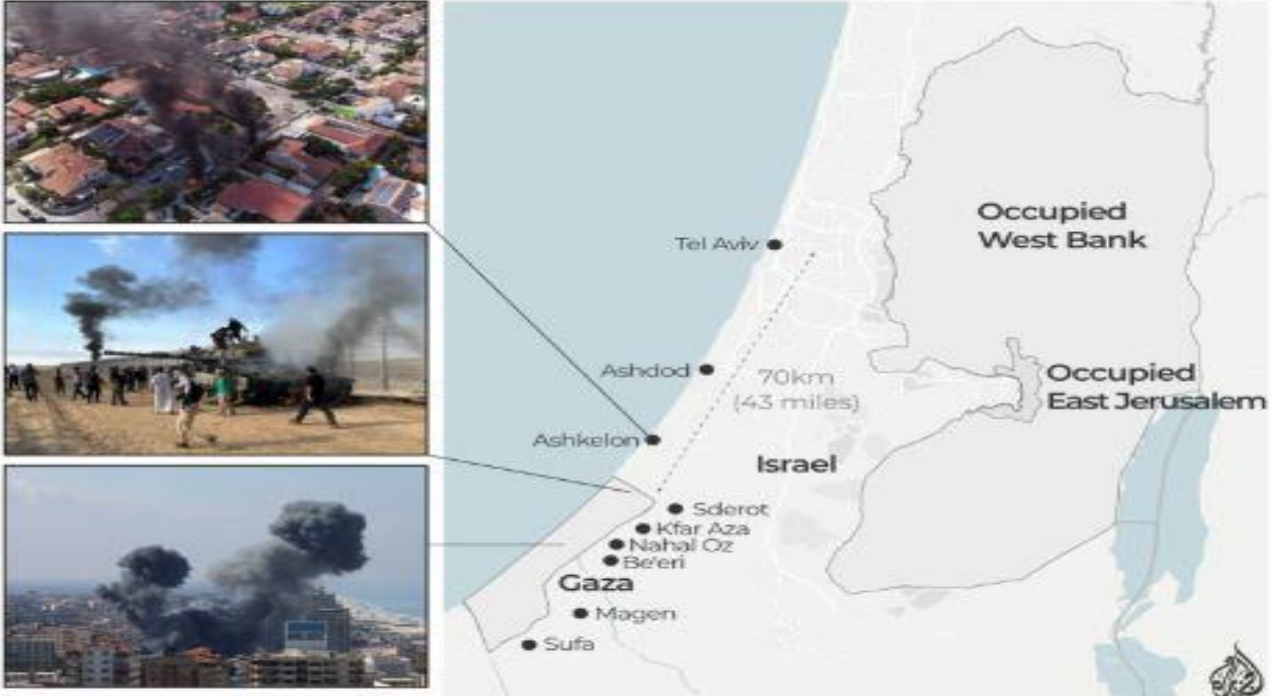 Occupied
West Bank
Tel Aviv
Ashdod
70km
(43 miles)
Occupied
East Jerusalem
Ashkelon
Israel
Sderot
Kfar Aza
Nahal Oz
Be'eri
Gaza
Magen
Sufa